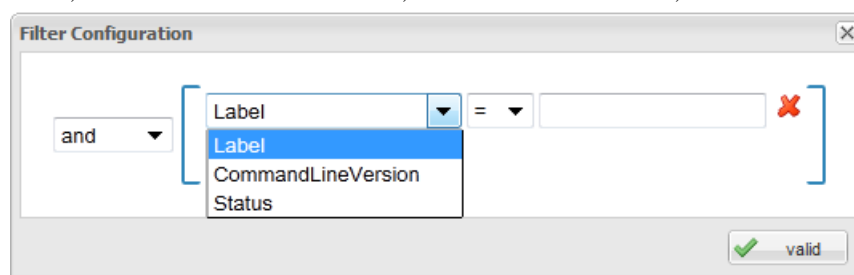 Filter Configuration
Label = 
and
Label
CommandLineVersion
Status
valid